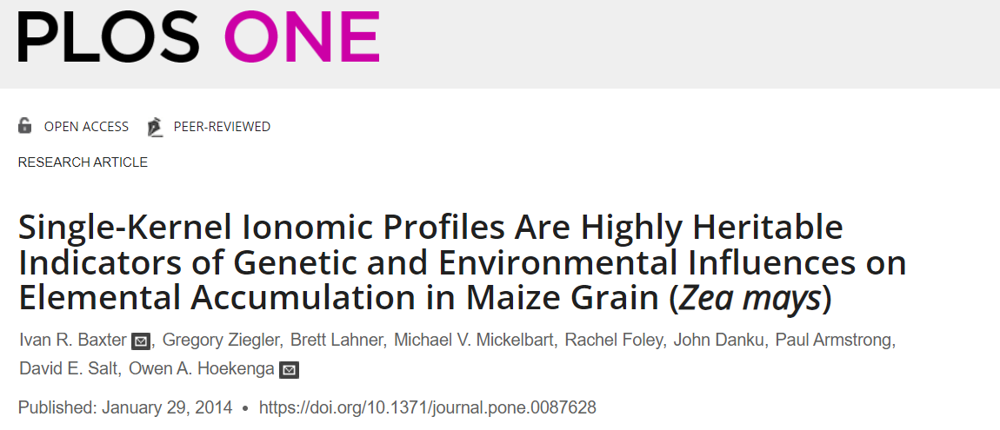 PLOS ONE
OPEN ACCESS PEER-REVIEWED
RESEARCH ARTICLE
Single-Kernel Ionomic Profiles Are Highly Heritable
Indicators of Genetic and Environmental Influences on
Elemental Accumulation in Maize Grain (Zea mays)
Ivan R. Baxter, Gregory Ziegler, Brett Lahner, Michael V. Mickelbart, Rachel Foley, John Danku, Paul Armstrong,
David E. Salt, Owen A. Hoekenga
Published: January 29, 2014 • https://doi.org/10.1371/journal.pone.0087628